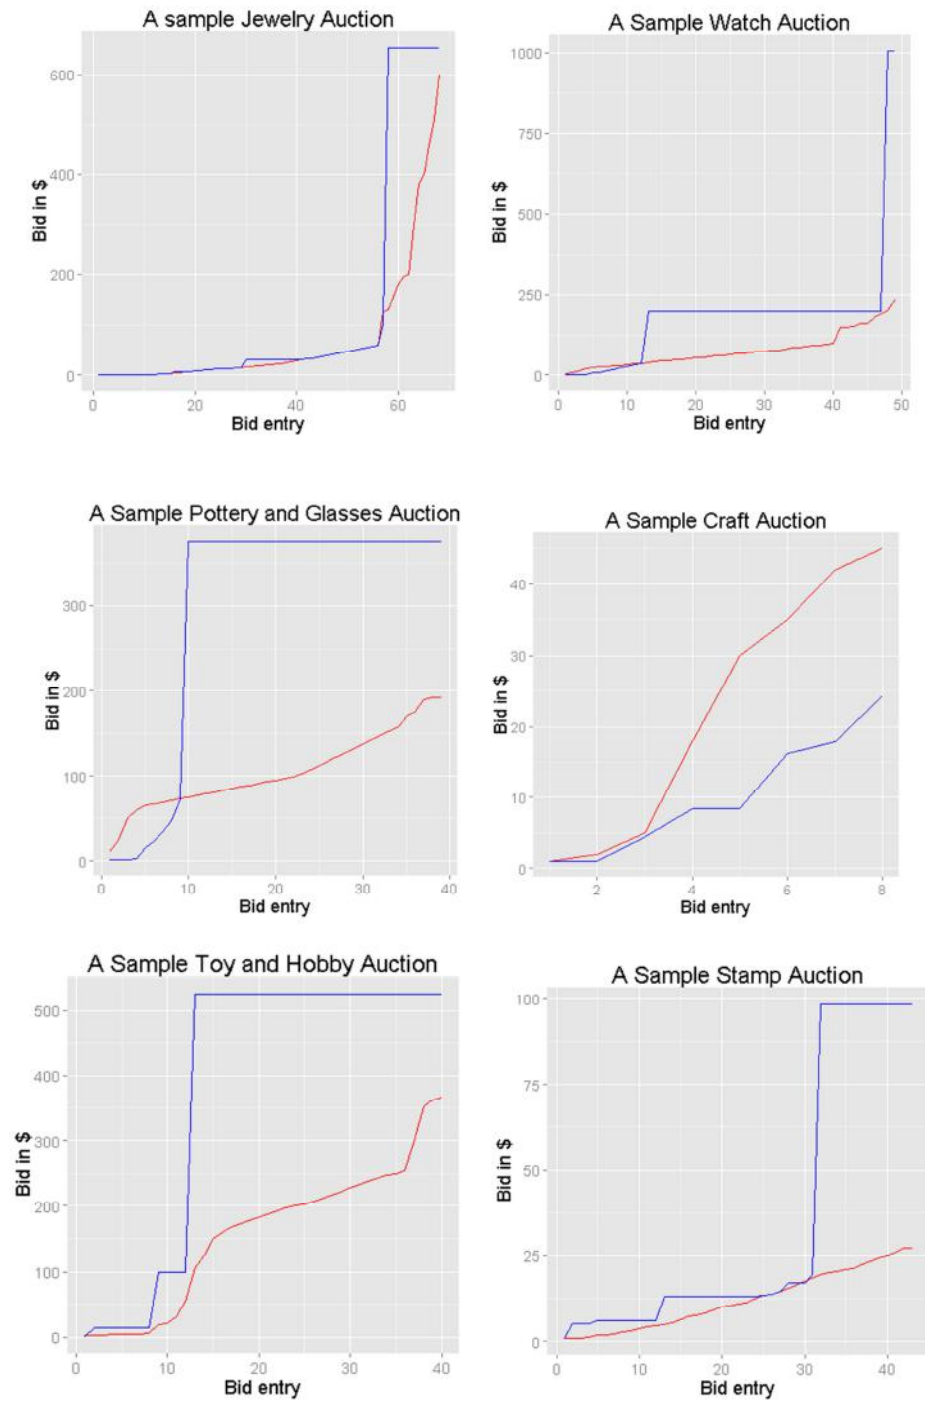 A sample Jewelry Auction
600
400
200
0
Bid in $
0 20 40 60
Bid entry
A Sample Watch Auction
1000
750
500
250
0
Bid in $
0 10 20 30 40 50
Bid entry
A Sample Pottery and Glasses Auction
300
200
100
0
Bid in $
0 10 20 30 40
Bid entry
A Sample Craft Auction
40
30
20
10
0
Bid in $
2 4 6 8
Bid entry
A Sample Toy and Hobby Auction
500
400
300
200
100
0
Bid in $
0 10 20 30 40
Bid entry
A Sample Stamp Auction
100
75
50
25
0
Bid in $
0 10 20 30 40
Bid entry